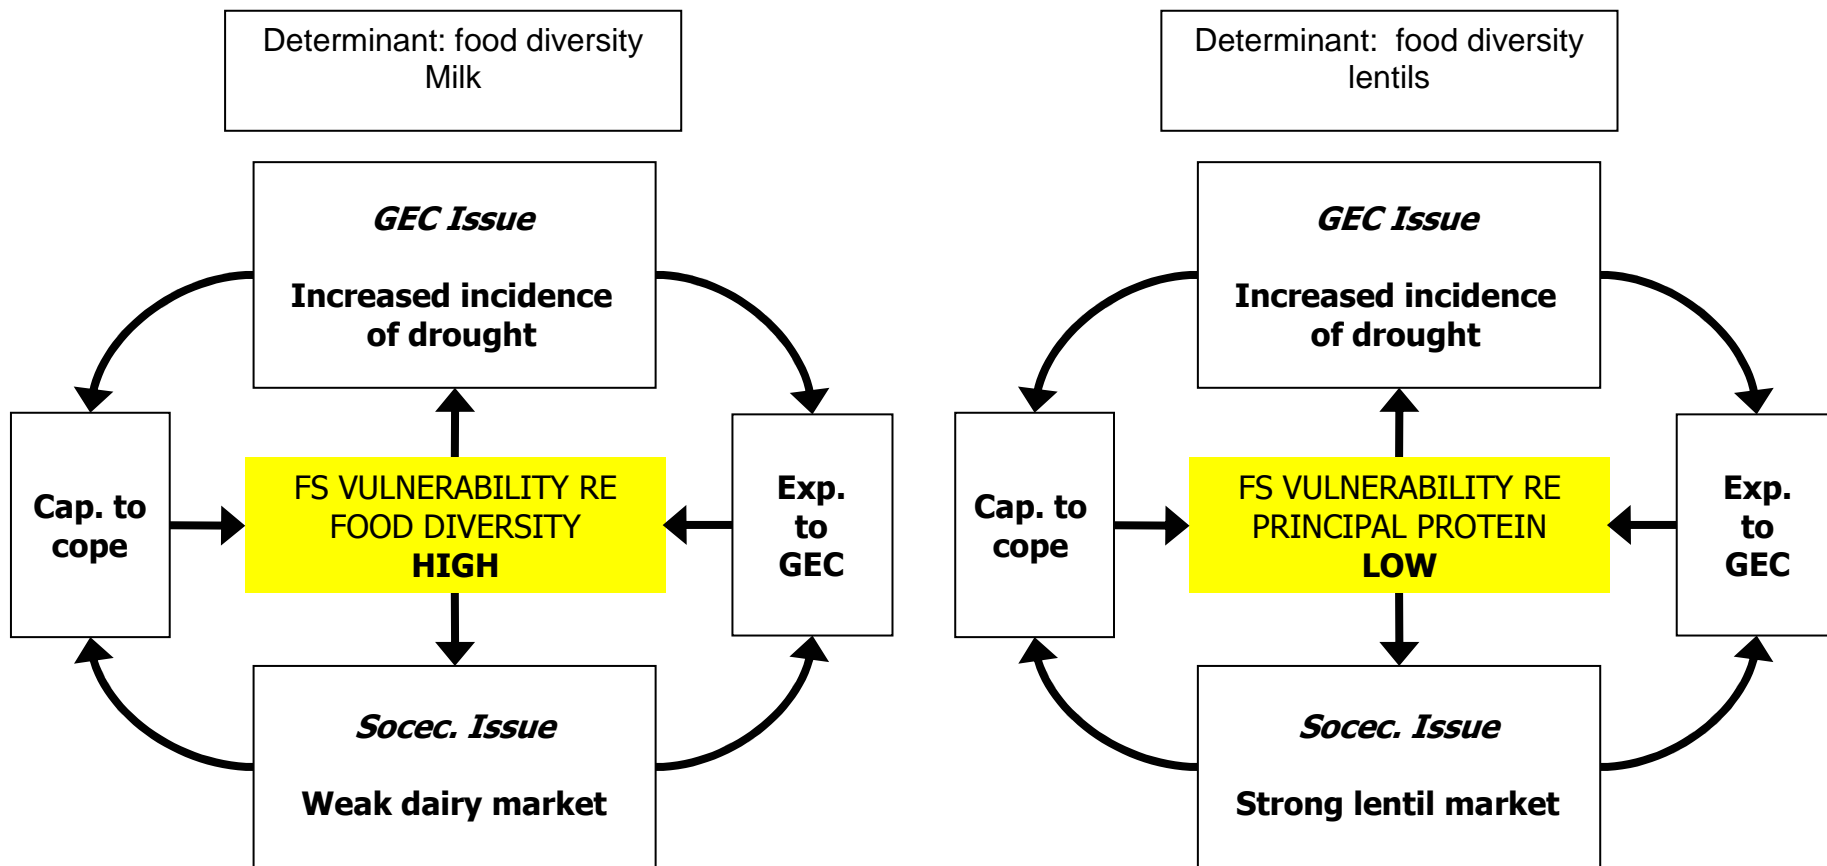 Determinant: food diversity
Milk
GEC Issue
Increased incidence
of drought
Cap. to
cope
FS VULNERABILITY RE
FOOD DIVERSITY
HIGH
Exp.
to
GEC
Socec. Issue
Weak dairy market
Determinant: food diversity
lentils
GEC Issue
Increased incidence
of drought
Cap. to
cope
FS VULNERABILITY RE
PRINCIPAL PROTEIN
LOW
Exp.
to
GEC
Socec. Issue
Strong lentil market